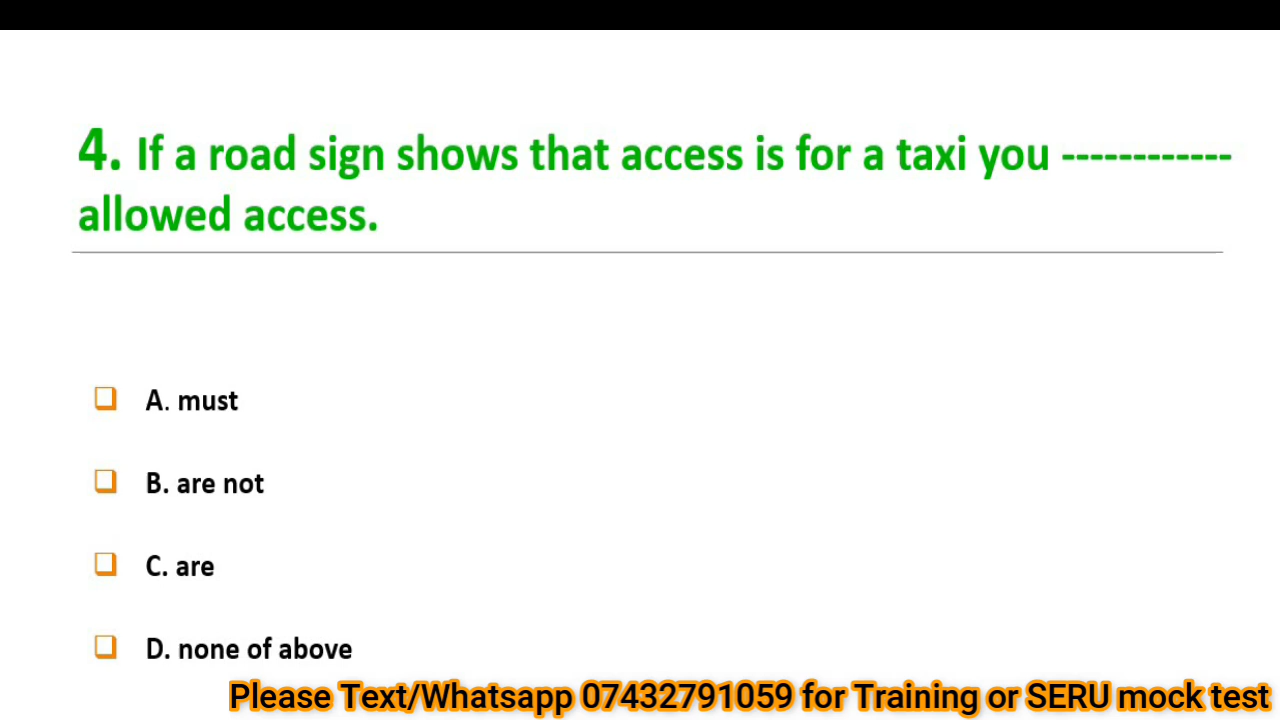 4. If a road sign shows that access is for a taxi you ------------
allowed access.
A. must
B. are not
C. are
D. none of above
Please Text/Whatsapp 07432791059 for Training or SERU mock test